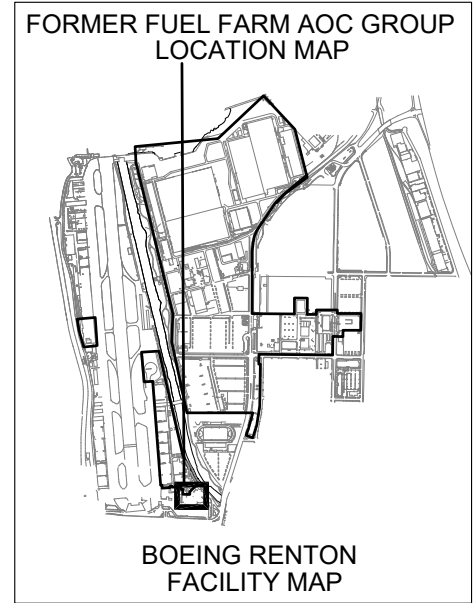 FORMER FUEL FARM AOC GROUP
LOCATION MAP
BOEING RENTON
FACILITY MAP